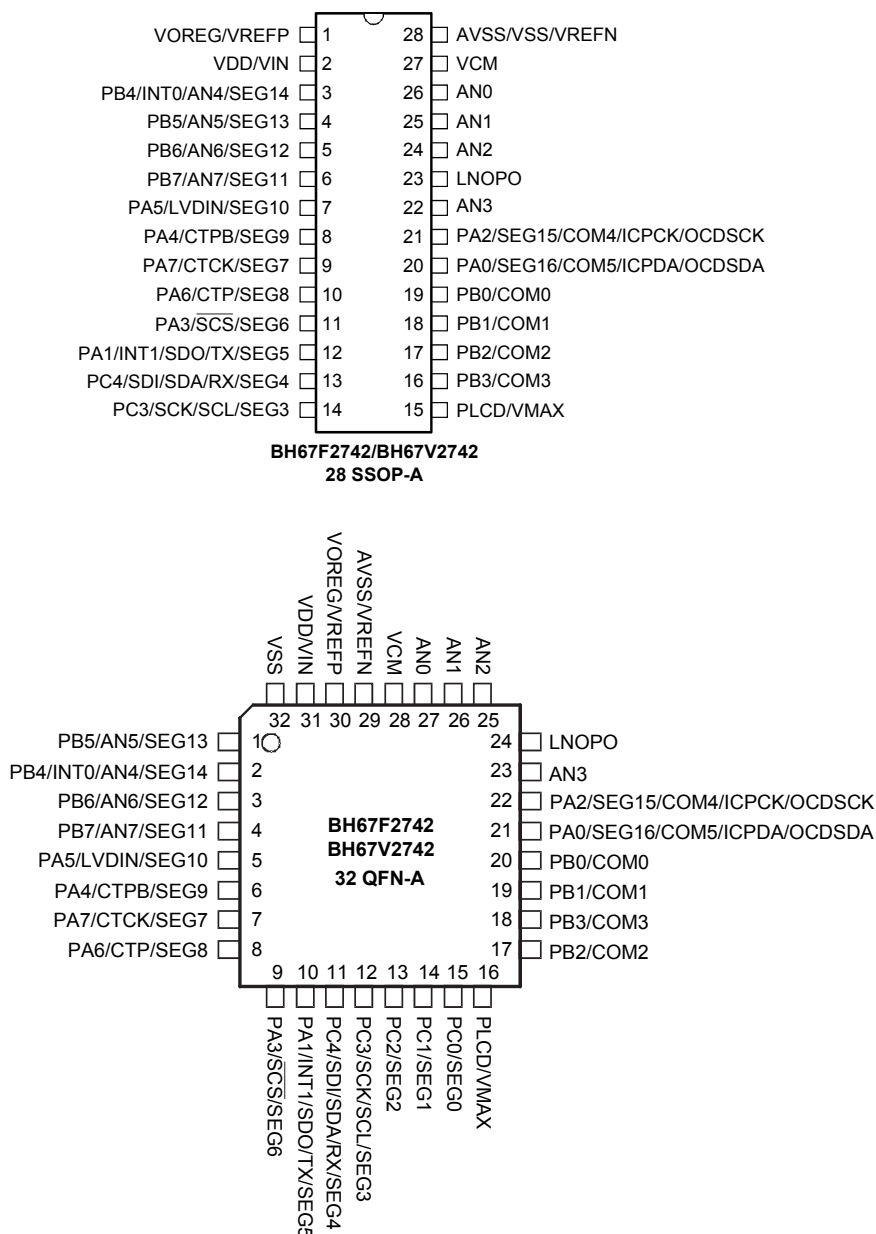 VOREG/VREFP 1 28 AVSS/VSS/VREFN
VDD/VIN 2 27 VCM
PB4/INT0/AN4/SEG14 3 26 AN0
PB5/AN5/SEG13 4 25 AN1
PB6/AN6/SEG12 5 24 AN2
PB7/AN7/SEG11 6 23 LNOPO
PA5/LVDIN/SEG10 7 22 AN3
PA4/CTPB/SEG9 8 21 PA2/SEG15/COM4/ICPCK/OCDSCK
PA7/CTCK/SEG7 9 20 PA0/SEG16/COM5/ICPDA/OCDSDA
PA6/CTP/SEG8 10 19 PB0/COM0
PA3/SCS/SEG6 11 18 PB1/COM1
PA1/INT1/SDO/TX/SEG5 12 17 PB2/COM2
PC4/SDI/SDA/RX/SEG4 13 16 PB3/COM3
PC3/SCK/SCL/SEG3 14 15 PLCD/VMAX
BH67F2742/BH67V2742
28 SSOP-A
VSS VDD/VIN VOREG/VREFP AVSS/VREFN VCM AN0 AN1 AN2
32 31 30 29 28 27 26 25
PB5/AN5/SEG13 1 24 LNOPO
PB4/INT0/AN4/SEG14 2 23 AN3
PB6/AN6/SEG12 3 22 PA2/SEG15/COM4/ICPCK/OCDSCK
PB7/AN7/SEG11 4 BH67F2742 21 PA0/SEG16/COM5/ICPDA/OCDSDA
BH67V2742
PA5/LVDIN/SEG10 5 32 QFN-A 20 PB0/COM0
PA4/CTPB/SEG9 6 19 PB1/COM1
PA7/CTCK/SEG7 7 18 PB3/COM3
PA6/CTP/SEG8 8 17 PB2/COM2
9 10 11 12 13 14 15 16
PA3/SCS/SEG6 PA1/INT1/SDO/TX/SEG5 PC4/SDI/SDA/RX/SEG4 PC3/SCK/SCL/SEG3 PC2/SEG2 PC1/SEG1 PC0/SEG0 PLCD/VMAX